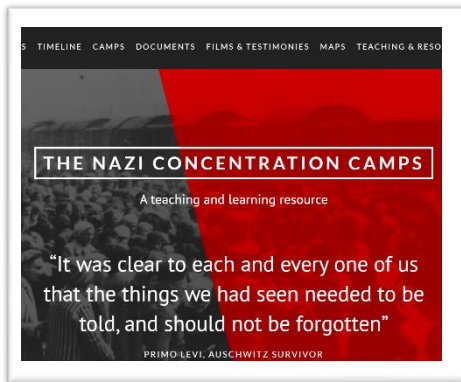 S TIMELINE CAMPS DOCUMENTS FILMS & TESTIMONIES MAPS TEACHING & RESO
THE NAZI CONCENTRATION CAMPS
A teaching and learning resource
“It was clear to each and every one of us
that the things we had seen needed to be
told, and should not be forgotten”
PRIMO LEVI, AUSCHWITZ SURVIVOR